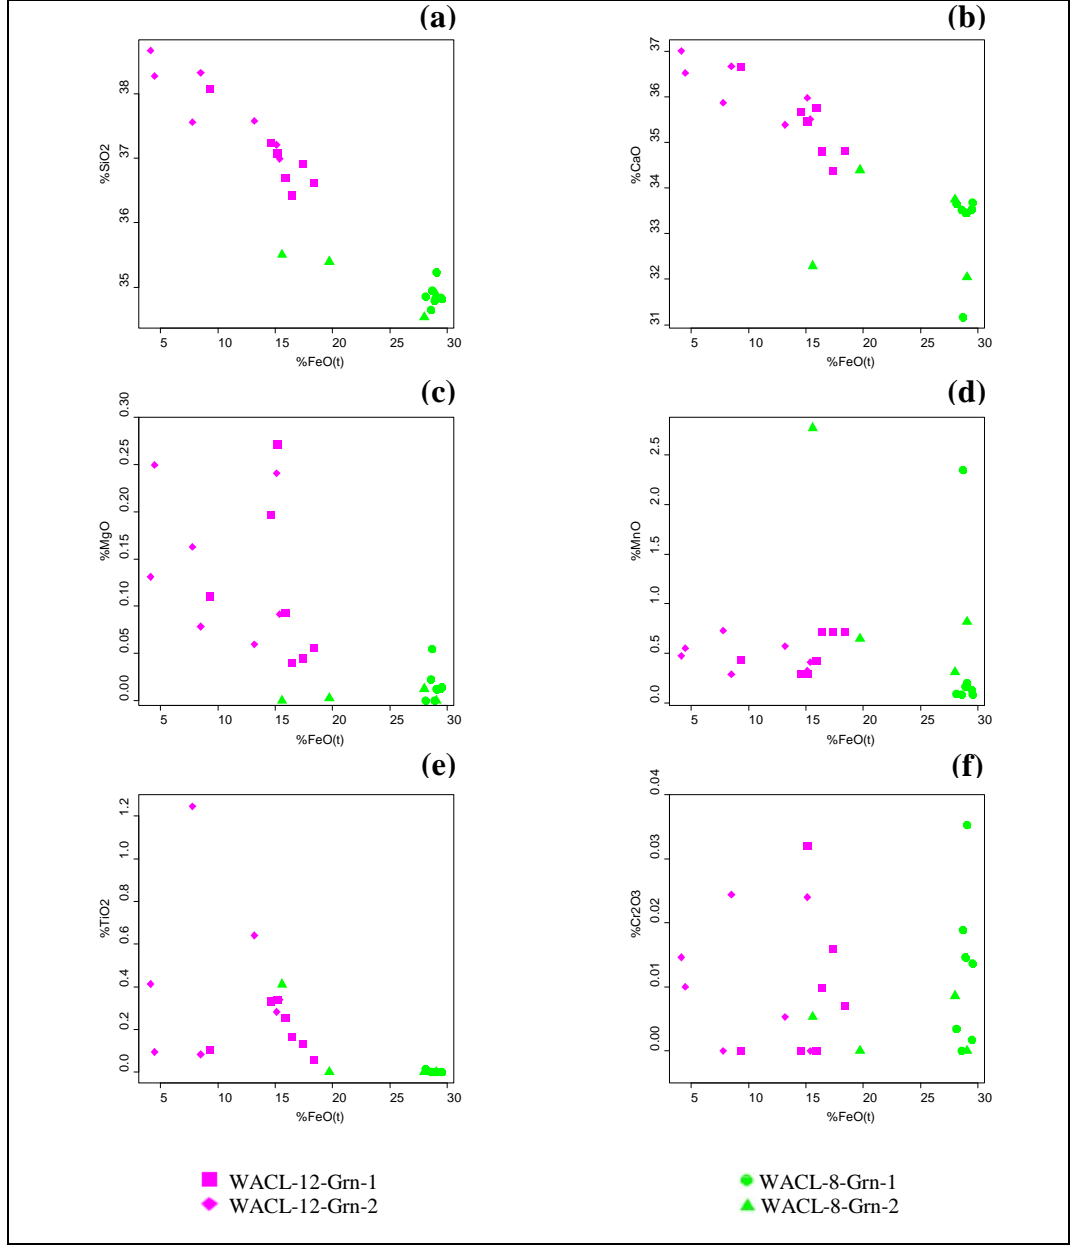 (a)
%SiO2
38
37
36
35
5 10 15 20 25 30
%FeO(t)
(b)
%CaO
37
36
35
34
33
32
31
5 10 15 20 25 30
%FeO(t)
(c)
%MgO
0.30
0.25
0.20
0.15
0.10
0.05
0.00
5 10 15 20 25 30
%FeO(t)
(d)
%MnO
2.5
2.0
1.5
1.0
0.5
0.0
5 10 15 20 25 30
%FeO(t)
(e)
%TiO2
1.2
1.0
0.8
0.6
0.4
0.2
0.0
5 10 15 20 25 30
%FeO(t)
(f)
%Cr2O3
0.04
0.03
0.02
0.01
0.00
5 10 15 20 25 30
%FeO(t)
WACL-12-Grn-1
WACL-12-Grn-2
WACL-8-Grn-1
WACL-8-Grn-2